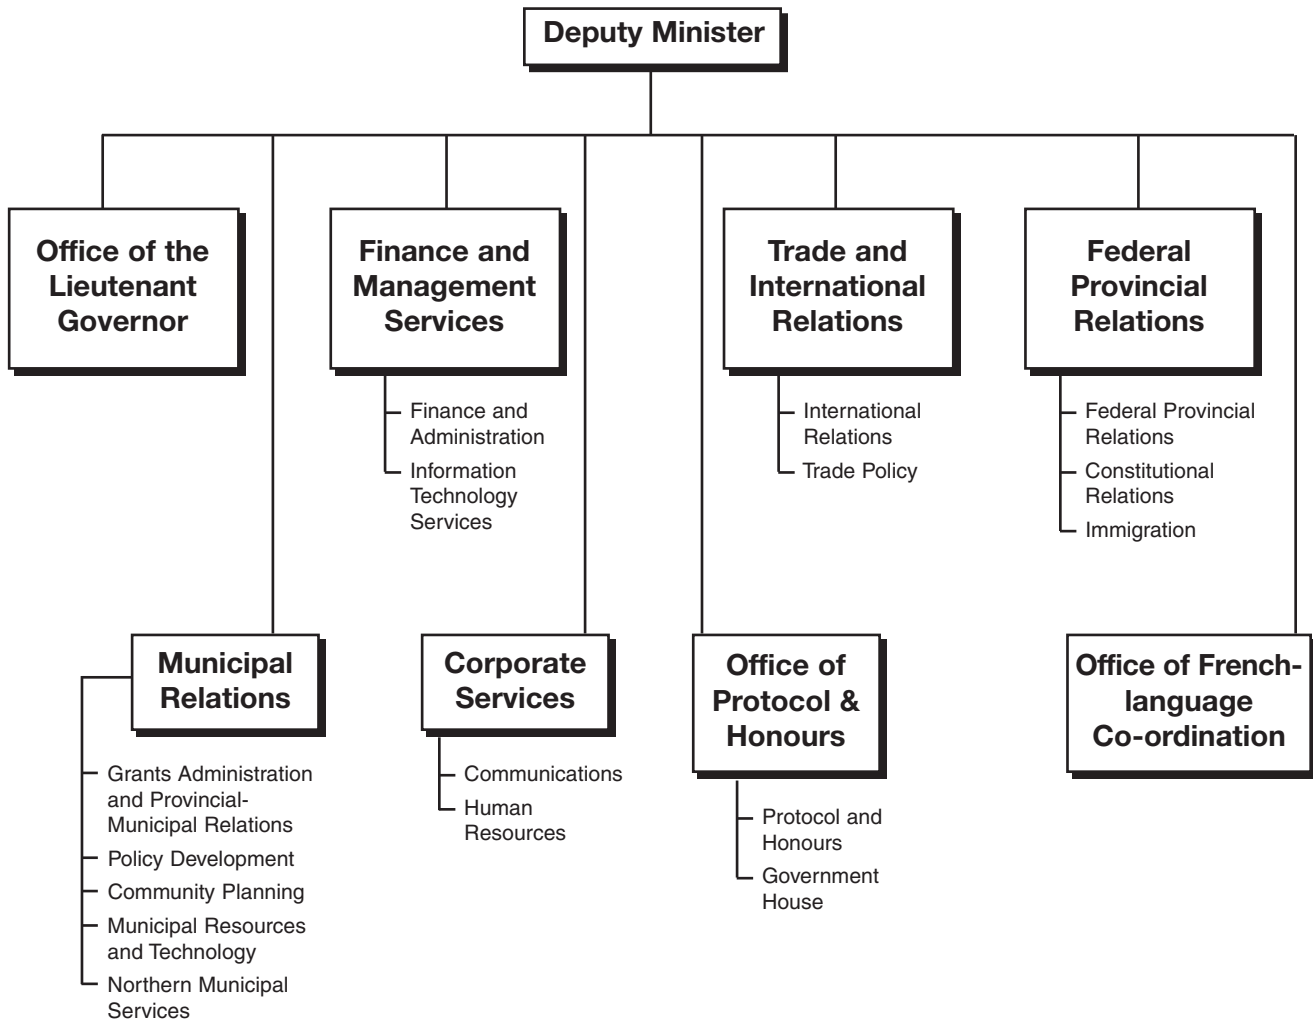 Deputy Minister
Office of the
Lieutenant
Governor
Finance and
Management
Services
Finance and
Administration
Information
Technology
Services
Trade and
International
Relations
International
Relations
Trade Policy
Federal
Provincial
Relations
Federal Provincial
Relations
Constitutional
Relations
Immigration
Municipal
Relations
Grants Administration
and Provincial-
Municipal Relations
Policy Development
Community Planning
Municipal Resources
and Technology
Northern Municipal
Services
Corporate
Services
Communications
Human
Resources
Office of
Protocol &
Honours
Protocol and
Honours
Government
House
Office of French-
language
Co-ordination